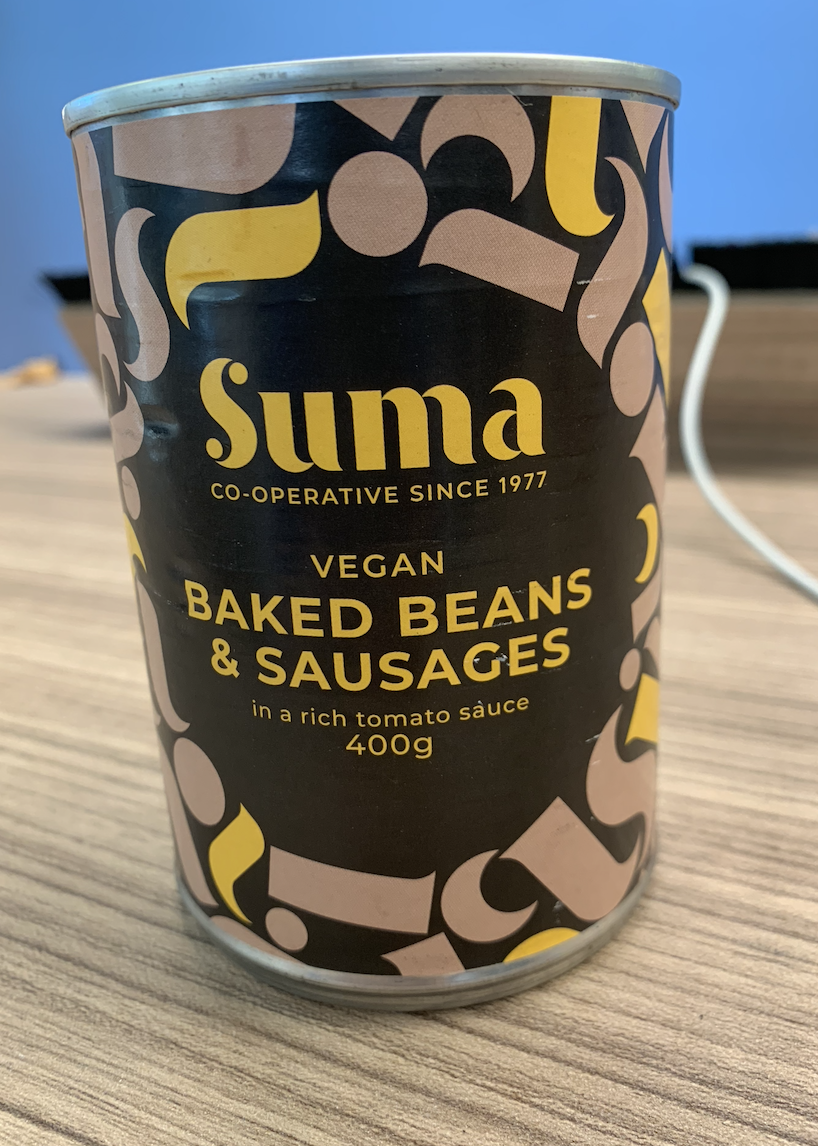 Suma
CO-OPERATIVE SINCE 1977
VEGAN
BAKED BEANS
& SAUSAGES
in a rich tomato sauce
400g